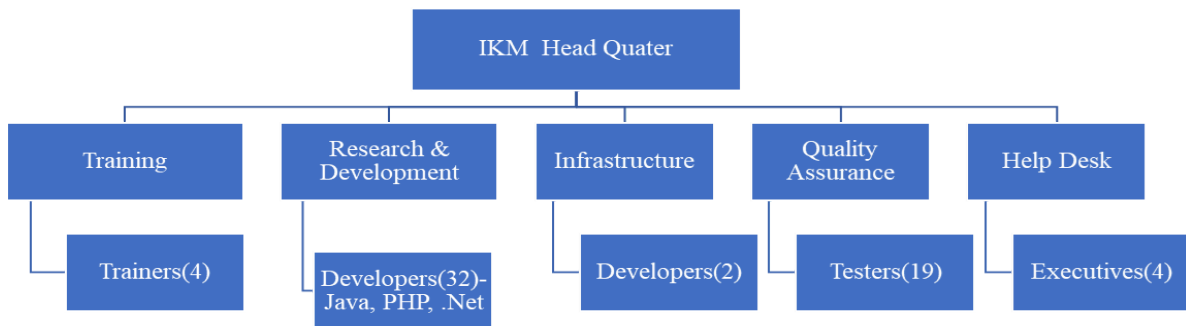 IKM Head Quater
Training
Research &
Development
Infrastructure
Quality
Assurance
Help Desk
Trainers(4)
Developers(32)-
Java, PHP, .Net
Developers(2)
Testers(19)
Executives(4)